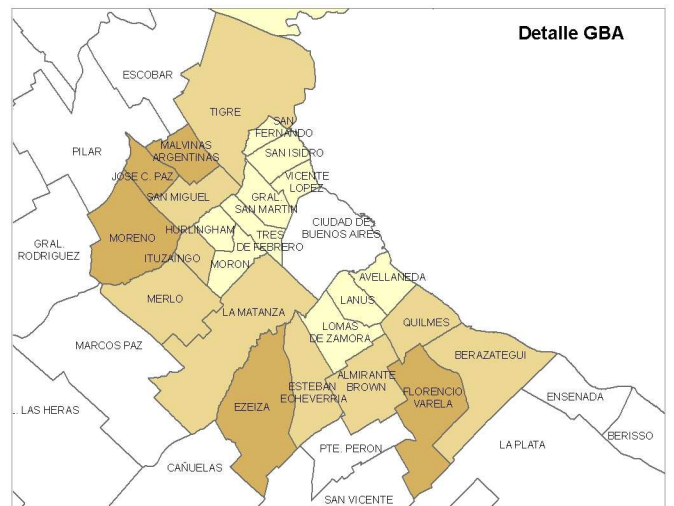 Detalle GBA
ESCOBAR
TIGRE
SAN
FERNANDO
PILAR
MALVINAS
ARGENTINAS
SAN ISIDRO
JOSE C. PAZ
VICENTE
LOPEZ
SAN MIGUEL
GRAL.
SAN MARTIN
CIUDAD DE
BUENOS AIRES
HURLINGHAM
MORENO
TRES
DE FEBRERO
GRAL.
RODRIGUEZ
ITUZAINGO
MORON
AVELLANEDA
MERLO
LANUS
LA MATANZA
QUILMES
LOMAS
DE ZAMORA
MARCOS PAZ
BERAZATEGUI
ALMIRANTE
BROWN
ESTEBAN
ECHEVERRIA
FLORENCIO
VARELA
ENSENADA
. LAS HERAS
EZEIZA
BERISSO
PTE. PERON
LA PLATA
CAÑUELAS
SAN VICENTE